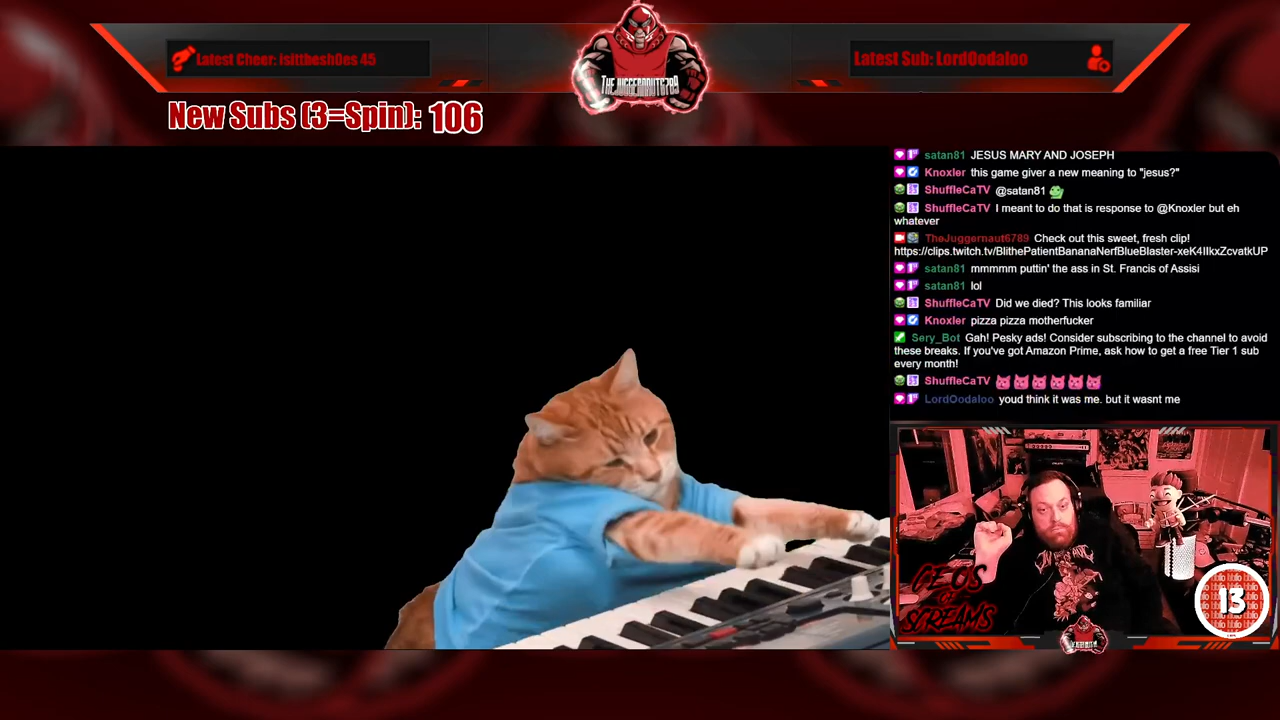 Latest Cheer: isitthesh0es 45
THEJUGGERNAUT6789
Latest Sub: LordOodaloo
New Subs (3=Spin): 106
satan81 JESUS MARY AND JOSEPH
Knoxler this game giver a new meaning to "jesus?"
ShuffleCaTV @satan81
ShuffleCaTV I meant to do that is response to @Knoxler but eh
whatever
TheJuggernaut6789 Check out this sweet, fresh clip!
https://clips.twitch.tv/BlithePatientBananaNerfBlueBlaster-xeK4IIkxZcvatkUP
satan81 mmmmm puttin' the ass in St. Francis of Assisi
satan81 lol
ShuffleCaTV Did we died? This looks familiar
Knoxler pizza pizza motherfucker
Sery_Bot Gah! Pesky ads! Consider subscribing to the channel to avoid
these breaks. If you've got Amazon Prime, ask how to get a free Tier 1 sub
every month!
ShuffleCaTV
LordOodaloo youd think it was me. but it wasnt me
CEOS
OF
SCREAMS
13